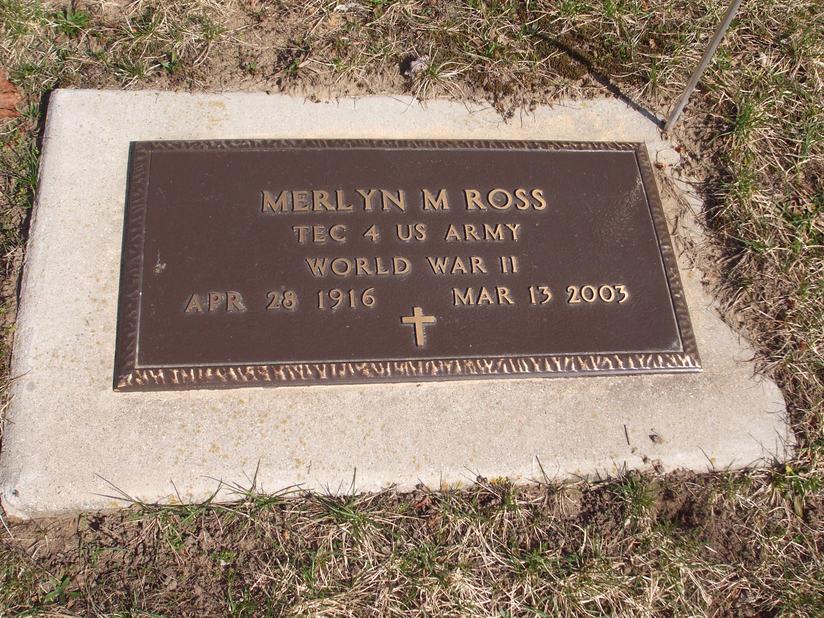 MERLYN M ROSS
TEC 4 US ARMY
WORLD WAR II
APR 28 1916 MAR 13 2003